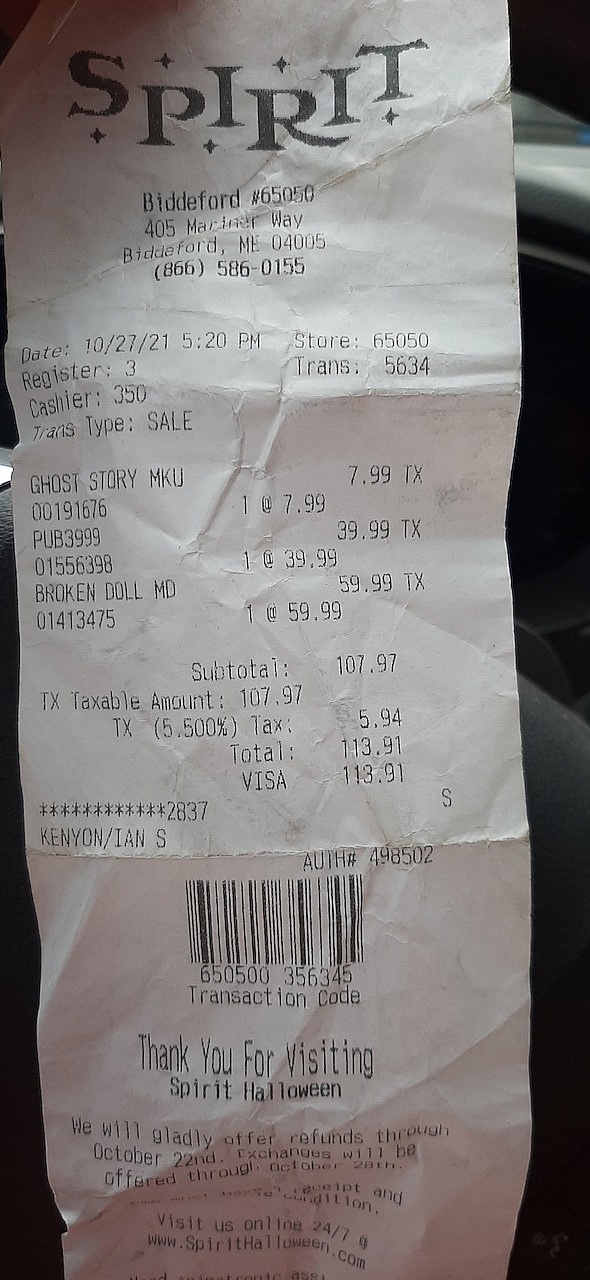 SPIRIT
Biddeford #65050
405 Mariner Way
Biddeford, ME 04005
(866) 586-0155
Date: 10/27/21 5:20 PM Store: 65050
Register: 3 Trans: 5634
Cashier: 350
Trans Type: SALE
GHOST STORY MKU 7.99 TX
00191676 1 @ 7.99
PUB3999 39.99 TX
01556398 1 @ 39.99
BROKEN DOLL MD 59.99 TX
01413475 1 @ 59.99
Subtotal: 107.97
TX Taxable Amount: 107.97
TX (5.500%) Tax: 5.94
Total: 113.91
VISA 113.91
S
************2837
KENYON/IAN S
AUTH# 498502
650500 356345
Transaction Code
Thank You For Visiting
Spirit Halloween
We will gladly offer refunds through
October 22nd. Exchanges will be
offered through October 28th.
receipt and
condition.
Visit us online 24/7 @
www.SpiritHalloween.com